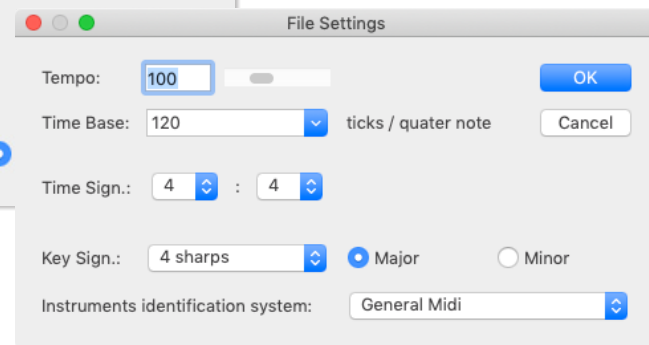 File Settings
Tempo: 100 OK
Time Base: 120 ticks / quater note Cancel
Time Sign.: 4 : 4
Key Sign.: 4 sharps Major Minor
Instruments identification system: General Midi